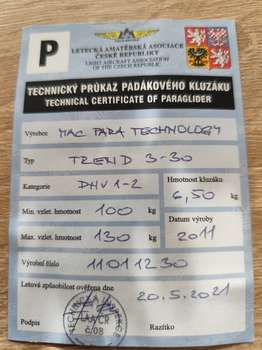 P
LETECKÁ AMATÉRSKÁ ASOCIACE
ČESKÉ REPUBLIKY
LIGHT AIRCRAFT ASSOCIATION
OF THE CZECH REPUBLIC
TECHNICKÝ PRŮKAZ PADÁKOVÉHO KLUZÁKU
TECHNICAL CERTIFICATE OF PARAGLIDER
Výrobce MAC PARA TECHNOLOGY
Typ TREND 3-30
Kategorie DHV 1-2
Hmotnost kluzáku
6,50 kg
Min. vzlet. hmotnost 100 kg
Datum výroby
2011
Max. vzlet. hmotnost 130 kg
Výrobní číslo 11011230
Letová způsobilost ověřena dne 20.5.2021
Podpis Razítko
LAA ČR